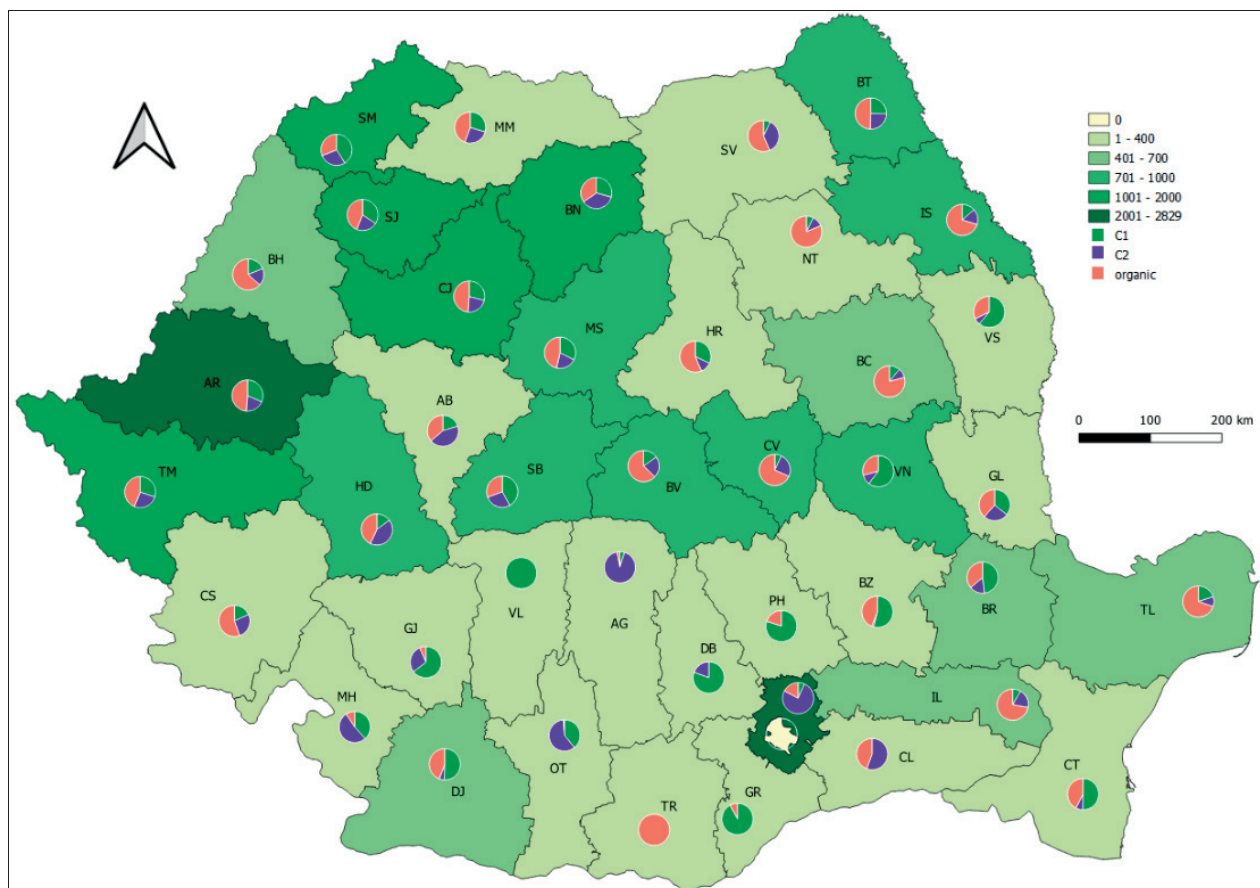 BT
SM
MM
SV
SJ
BN
IS
BH
NT
CJ
MS
HR
VS
BC
AR
AB
TM
HD
SB
BV
CV
VN
GL
CS
GJ
VL
AG
DB
PH
BZ
BR
TL
MH
DJ
OT
TR
GR
IL
CL
CT
0
1 - 400
401 - 700
701 - 1000
1001 - 2000
2001 - 2829
C1
C2
organic
0 100 200 km